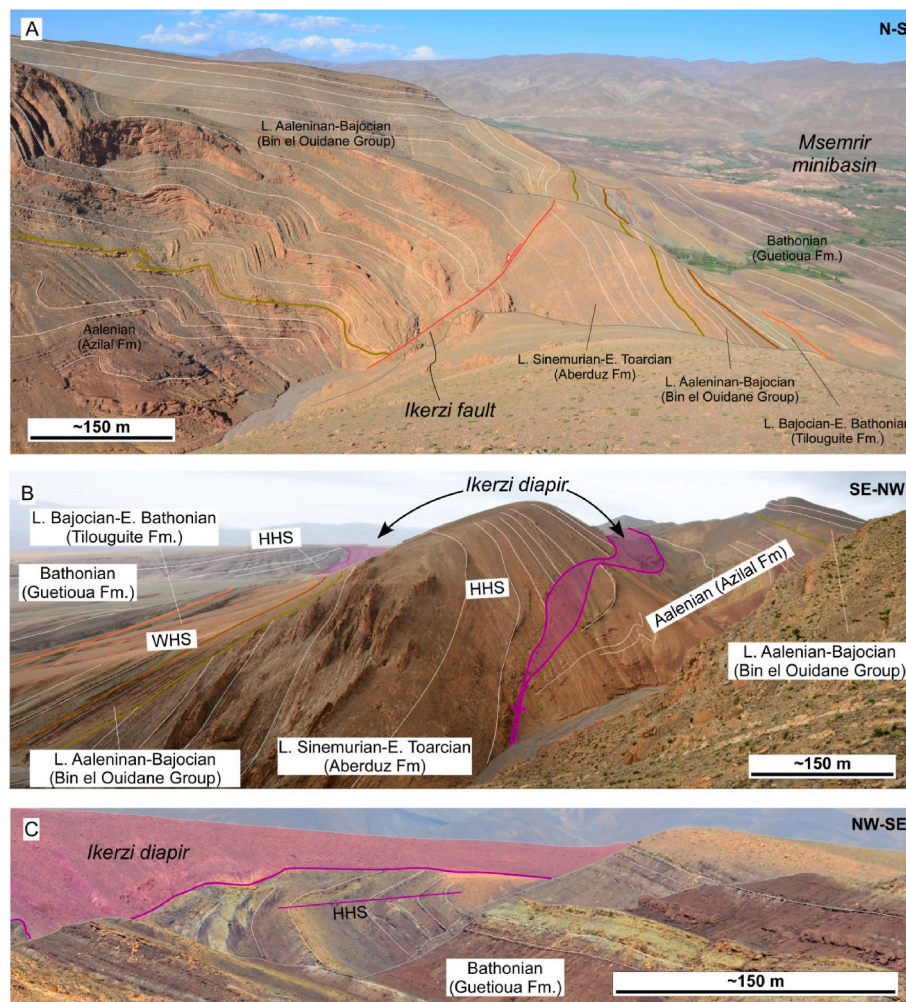 A
N-S
L. Aaleninan-Bajocian
(Bin el Ouidane Group)
Msemrir
minibasin
Bathonian
(Guetioua Fm.)
Aalenian
(Azilal Fm)
L. Sinemurian-E. Toarcian
(Aberduz Fm)
L. Aaleninan-Bajocian
(Bin el Ouidane Group)
Ikerzi fault
L. Bajocian-E. Bathonian
(Tilouguite Fm.)
~150 m
B
Ikerzi diapir
SE-NW
L. Bajocian-E. Bathonian
(Tilouguite Fm.)
HHS
Bathonian
(Guetioua Fm.)
HHS
WHS
Aalenian (Azilal Fm)
L. Aalenian-Bajocian
(Bin el Ouidane Group)
L. Aaleninan-Bajocian
(Bin el Ouidane Group)
L. Sinemurian-E. Toarcian
(Aberduz Fm)
~150 m
C
NW-SE
Ikerzi diapir
HHS
Bathonian
(Guetioua Fm.)
~150 m